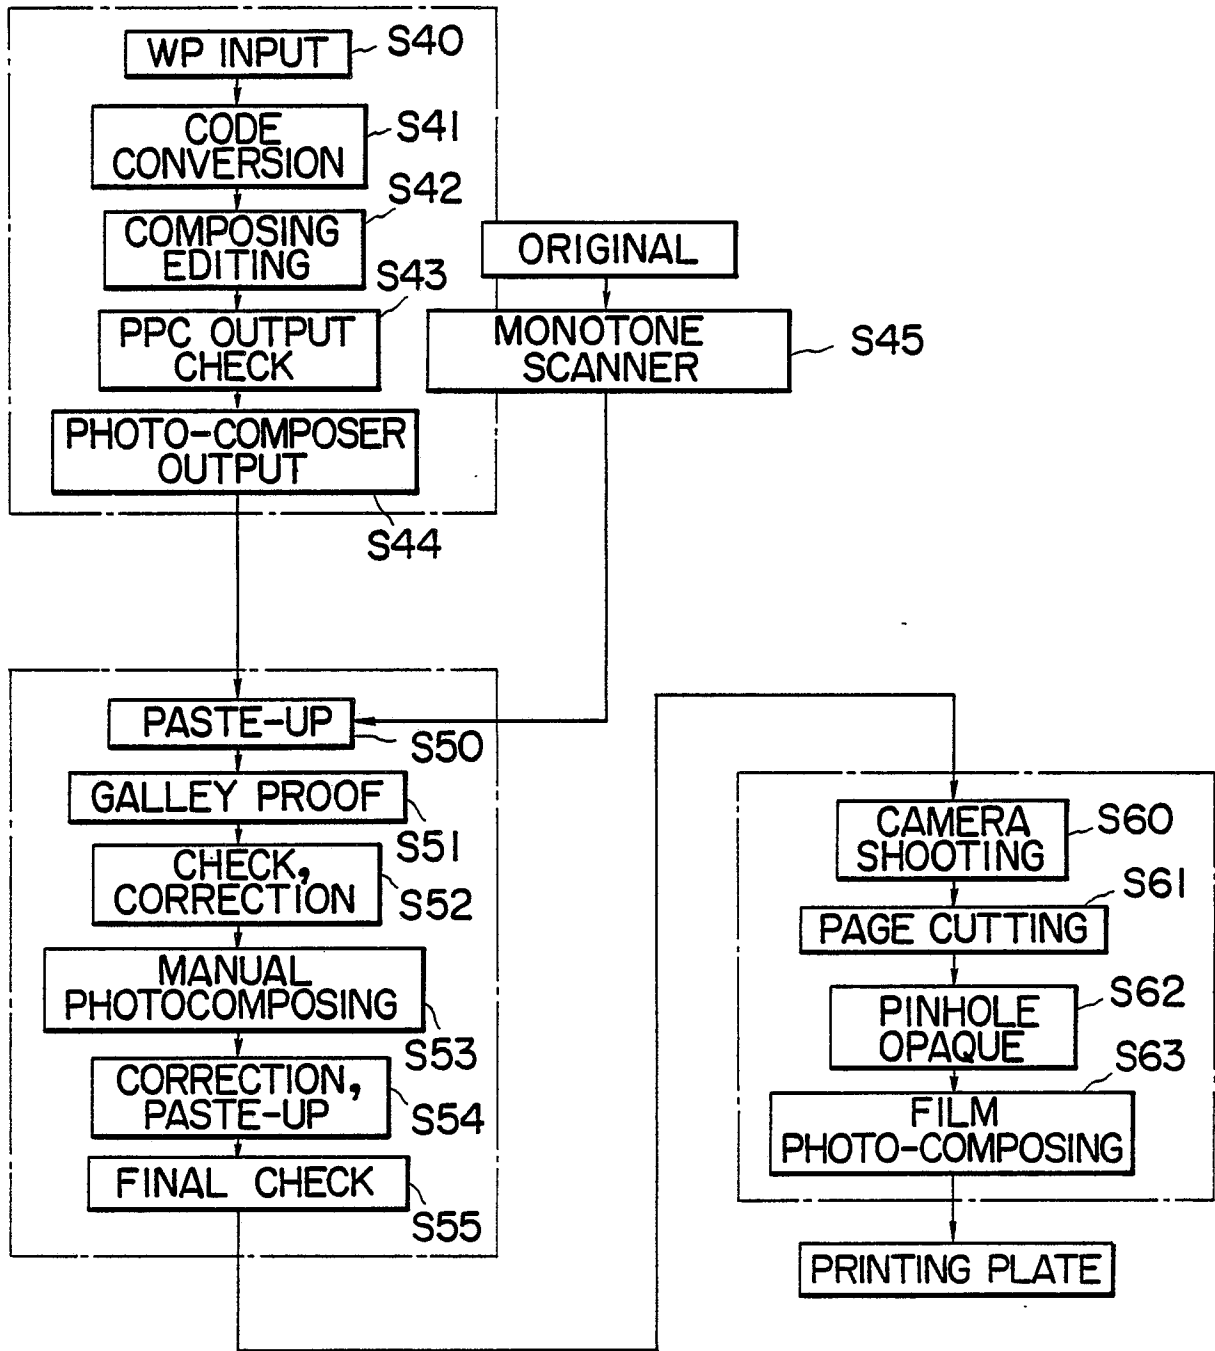 WP INPUT
S40
CODE
CONVERSION
S41
S42
COMPOSING
EDITING
S43
PPC OUTPUT
CHECK
PHOTO-COMPOSER
OUTPUT
S44
ORIGINAL
MONOTONE
SCANNER
S45
PASTE-UP
S50
GALLEY PROOF
S51
CHECK,
CORRECTION
S52
MANUAL
PHOTOCOMPOSING
S53
CORRECTION,
PASTE-UP
S54
FINAL CHECK
S55
CAMERA
SHOOTING
S60
S61
PAGE CUTTING
S62
PINHOLE
OPAQUE
S63
FILM
PHOTO-COMPOSING
PRINTING PLATE